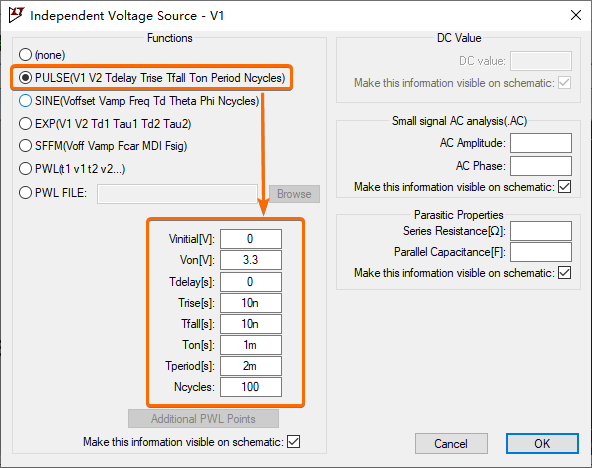 Independent Voltage Source - V1
Functions
(none)
PULSE(V1 V2 Tdelay Trise Tfall Ton Period Ncycles)
SINE(Voffset Vamp Freq Td Theta Phi Ncycles)
EXP(V1 V2 Td1 Tau1 Td2 Tau2)
SFFM(Voff Vamp Fcar MDI Fsig)
PWL(t1 v1 t2 v2...)
PWL FILE:
Browse
Vinitial[V]: 0
Von[V]: 3.3
Tdelay[s]: 0
Trise[s]: 10n
Tfall[s]: 10n
Ton[s]: 1m
Tperiod[s]: 2m
Ncycles: 100
Additional PWL Points
Make this information visible on schematic:
DC Value
DC value:
Make this information visible on schematic:
Small signal AC analysis(.AC)
AC Amplitude:
AC Phase:
Make this information visible on schematic:
Parasitic Properties
Series Resistance[Ω]:
Parallel Capacitance[F]:
Make this information visible on schematic:
Cancel
OK